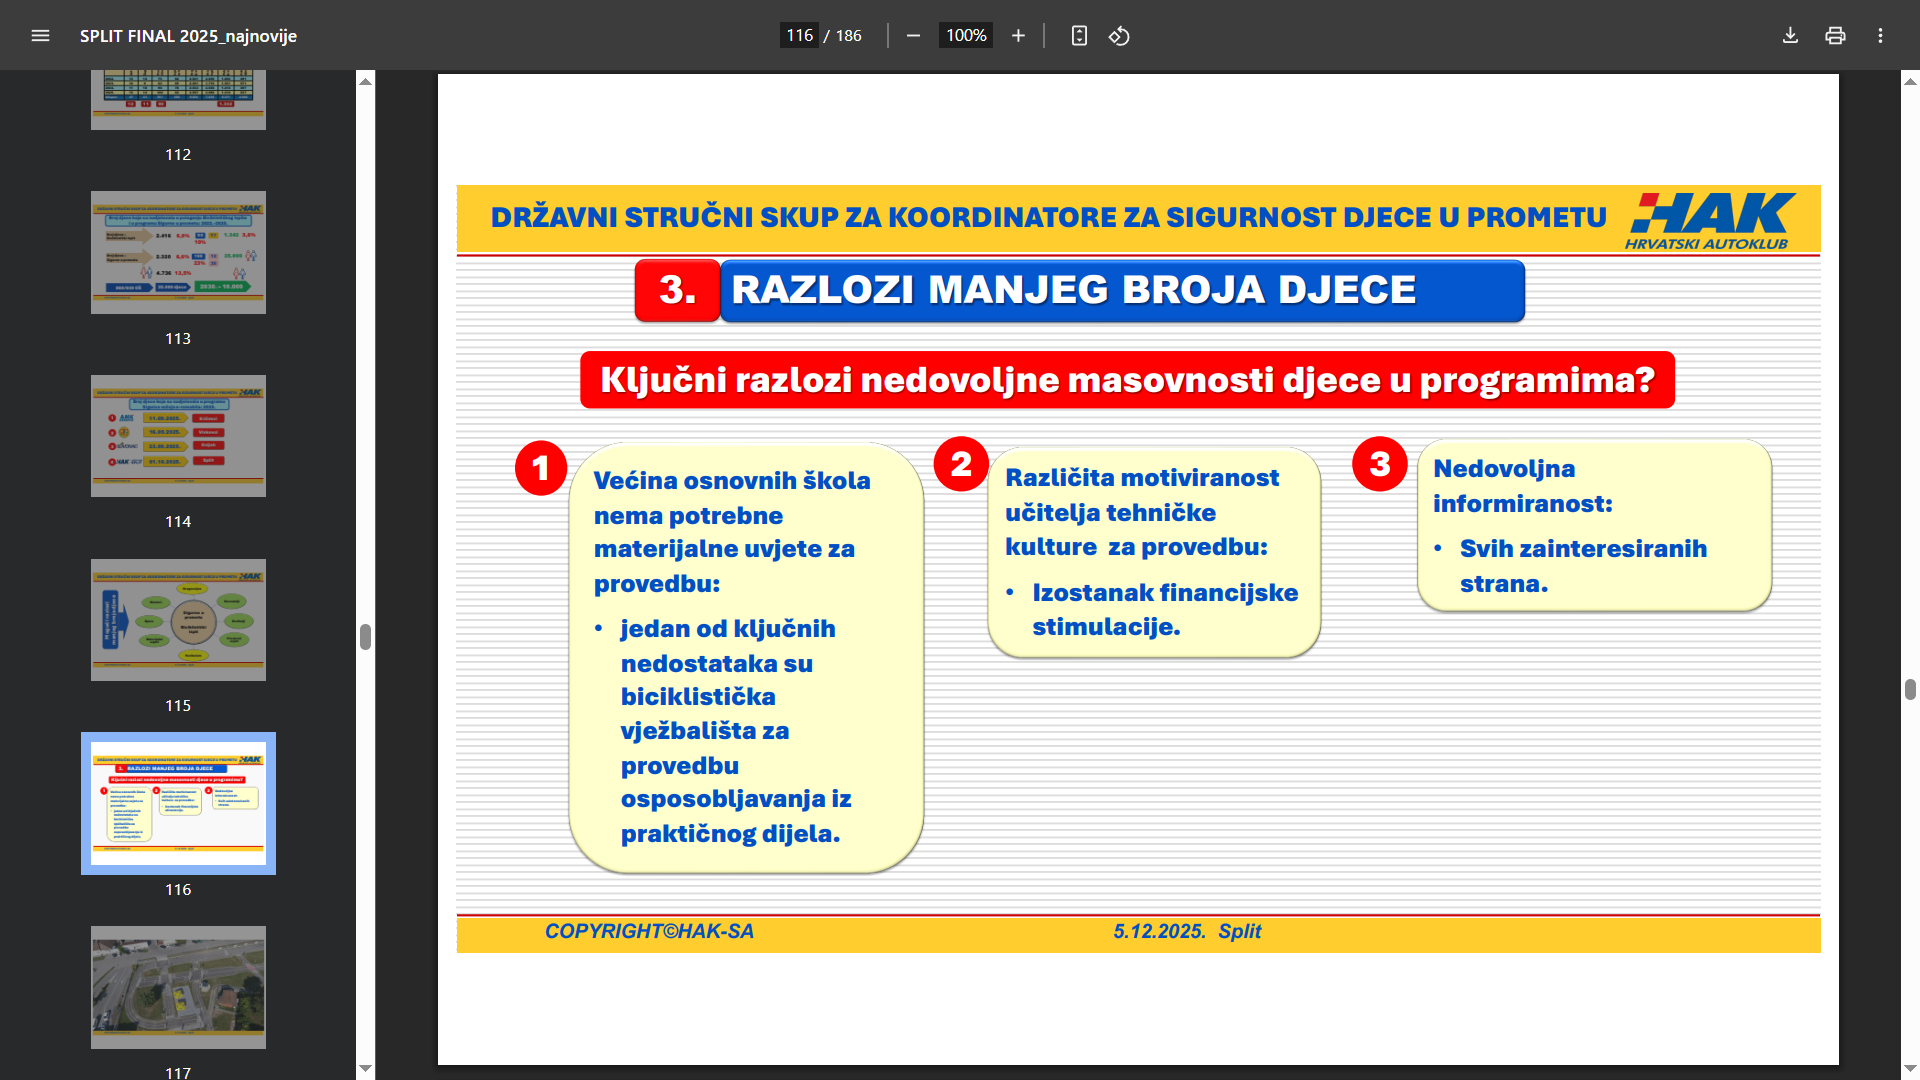 SPLIT FINAL 2025_najnovije
116 / 186
100%
112
113
114
115
116
117
DRŽAVNI STRUČNI SKUP ZA KOORDINATORE ZA SIGURNOST DJECE U PROMETU
HAK
HRVATSKI AUTOKLUB
3. RAZLOZI MANJEG BROJA DJECE
Ključni razlozi nedovoljne masovnosti djece u programima?
1
Većina osnovnih škola
nema potrebne
materijalne uvjete za
provedbu:
• jedan od ključnih
nedostataka su
biciklistička
vježbališta za
provedbu
osposobljavanja iz
praktičnog dijela.
2
Različita motiviranost
učitelja tehničke
kulture za provedbu:
• Izostanak financijske
stimulacije.
3
Nedovoljna
informiranost:
• Svih zainteresiranih
strana.
COPYRIGHT©HAK-SA
5.12.2025. Split